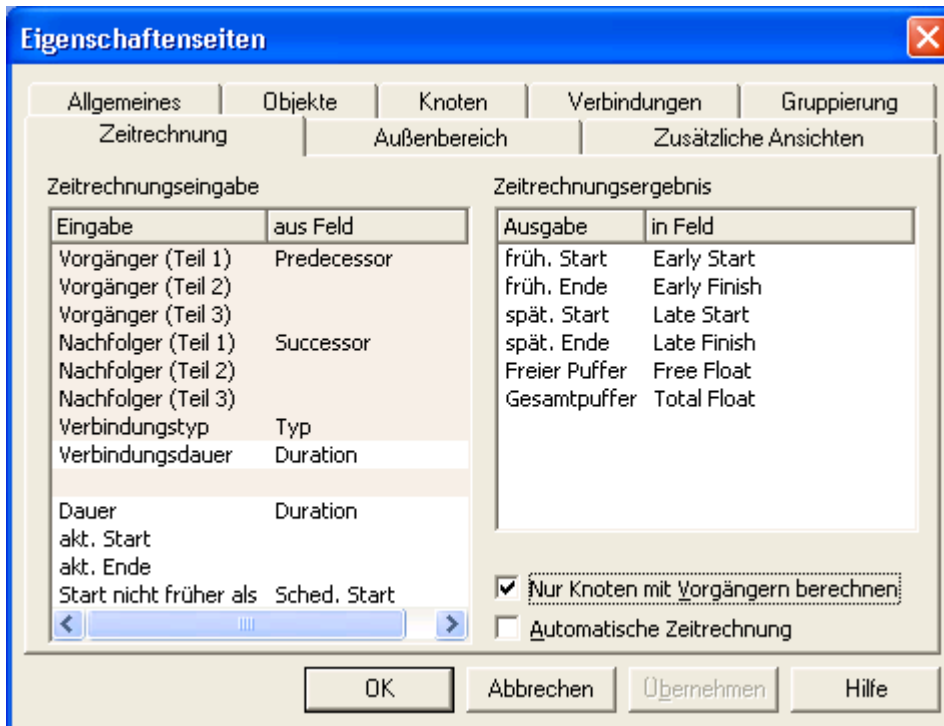 Eigenschaftenseiten
Allgemeines Objekte Knoten Verbindungen Gruppierung
Zeitrechnung Außenbereich Zusätzliche Ansichten
Zeitrechnungseingabe
Eingabe aus Feld
Vorgänger (Teil 1) Predecessor
Vorgänger (Teil 2)
Vorgänger (Teil 3)
Nachfolger (Teil 1) Successor
Nachfolger (Teil 2)
Nachfolger (Teil 3)
Verbindungstyp Typ
Verbindungsdauer Duration
Dauer Duration
akt. Start
akt. Ende
Start nicht früher als Sched. Start
Zeitrechnungsergebnis
Ausgabe in Feld
früh. Start Early Start
früh. Ende Early Finish
spät. Start Late Start
spät. Ende Late Finish
Freier Puffer Free Float
Gesamtpuffer Total Float
Nur Knoten mit Vorgängern berechnen
Automatische Zeitrechnung
OK Abbrechen Übernehmen Hilfe